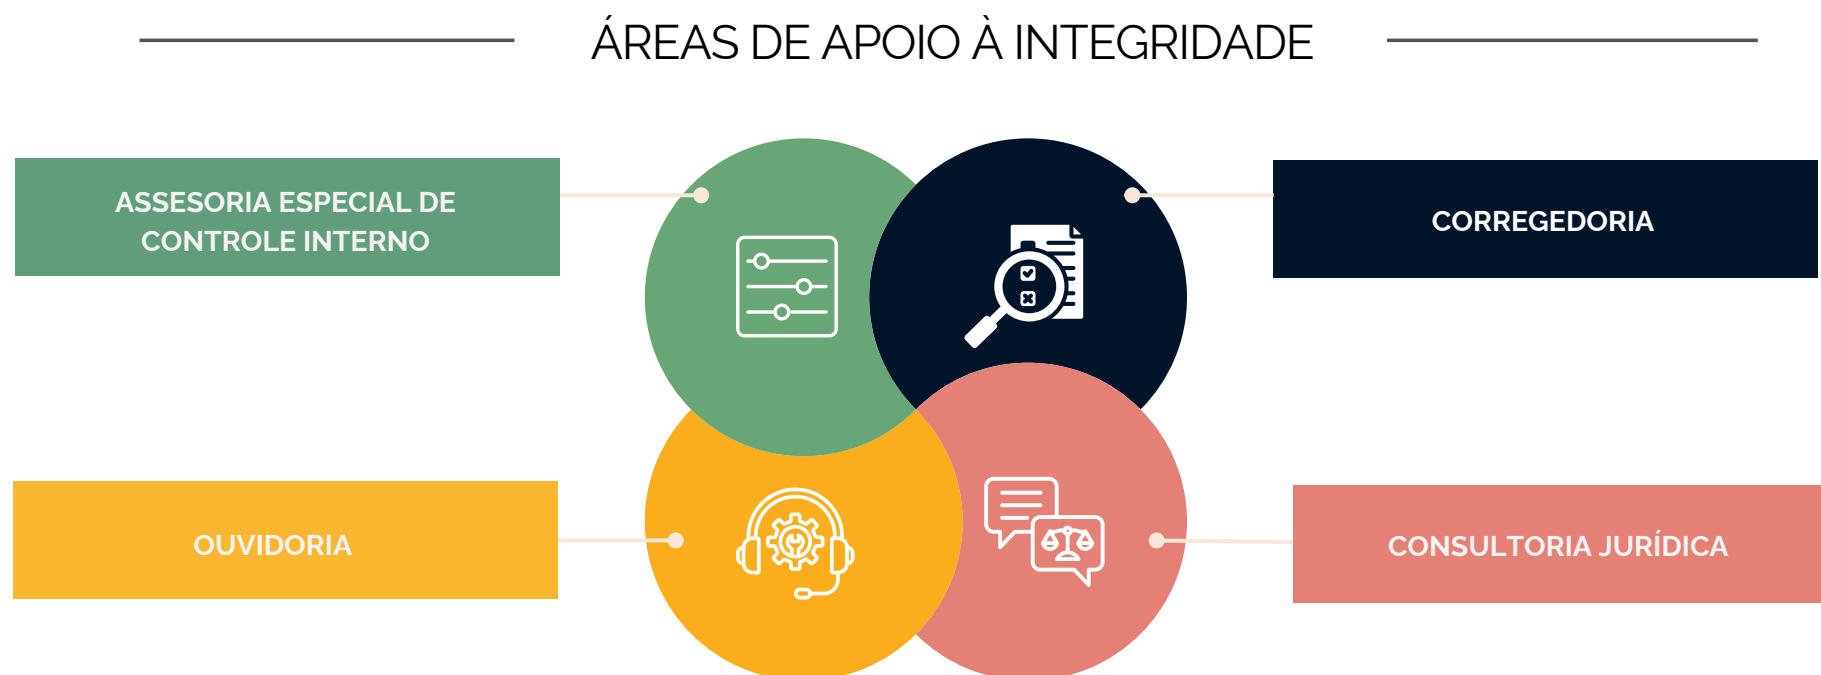 ÁREAS DE APOIO À INTEGRIDADE
ASSESORIA ESPECIAL DE
CONTROLE INTERNO
CORREGEDORIA
OUVIDORIA
CONSULTORIA JURÍDICA